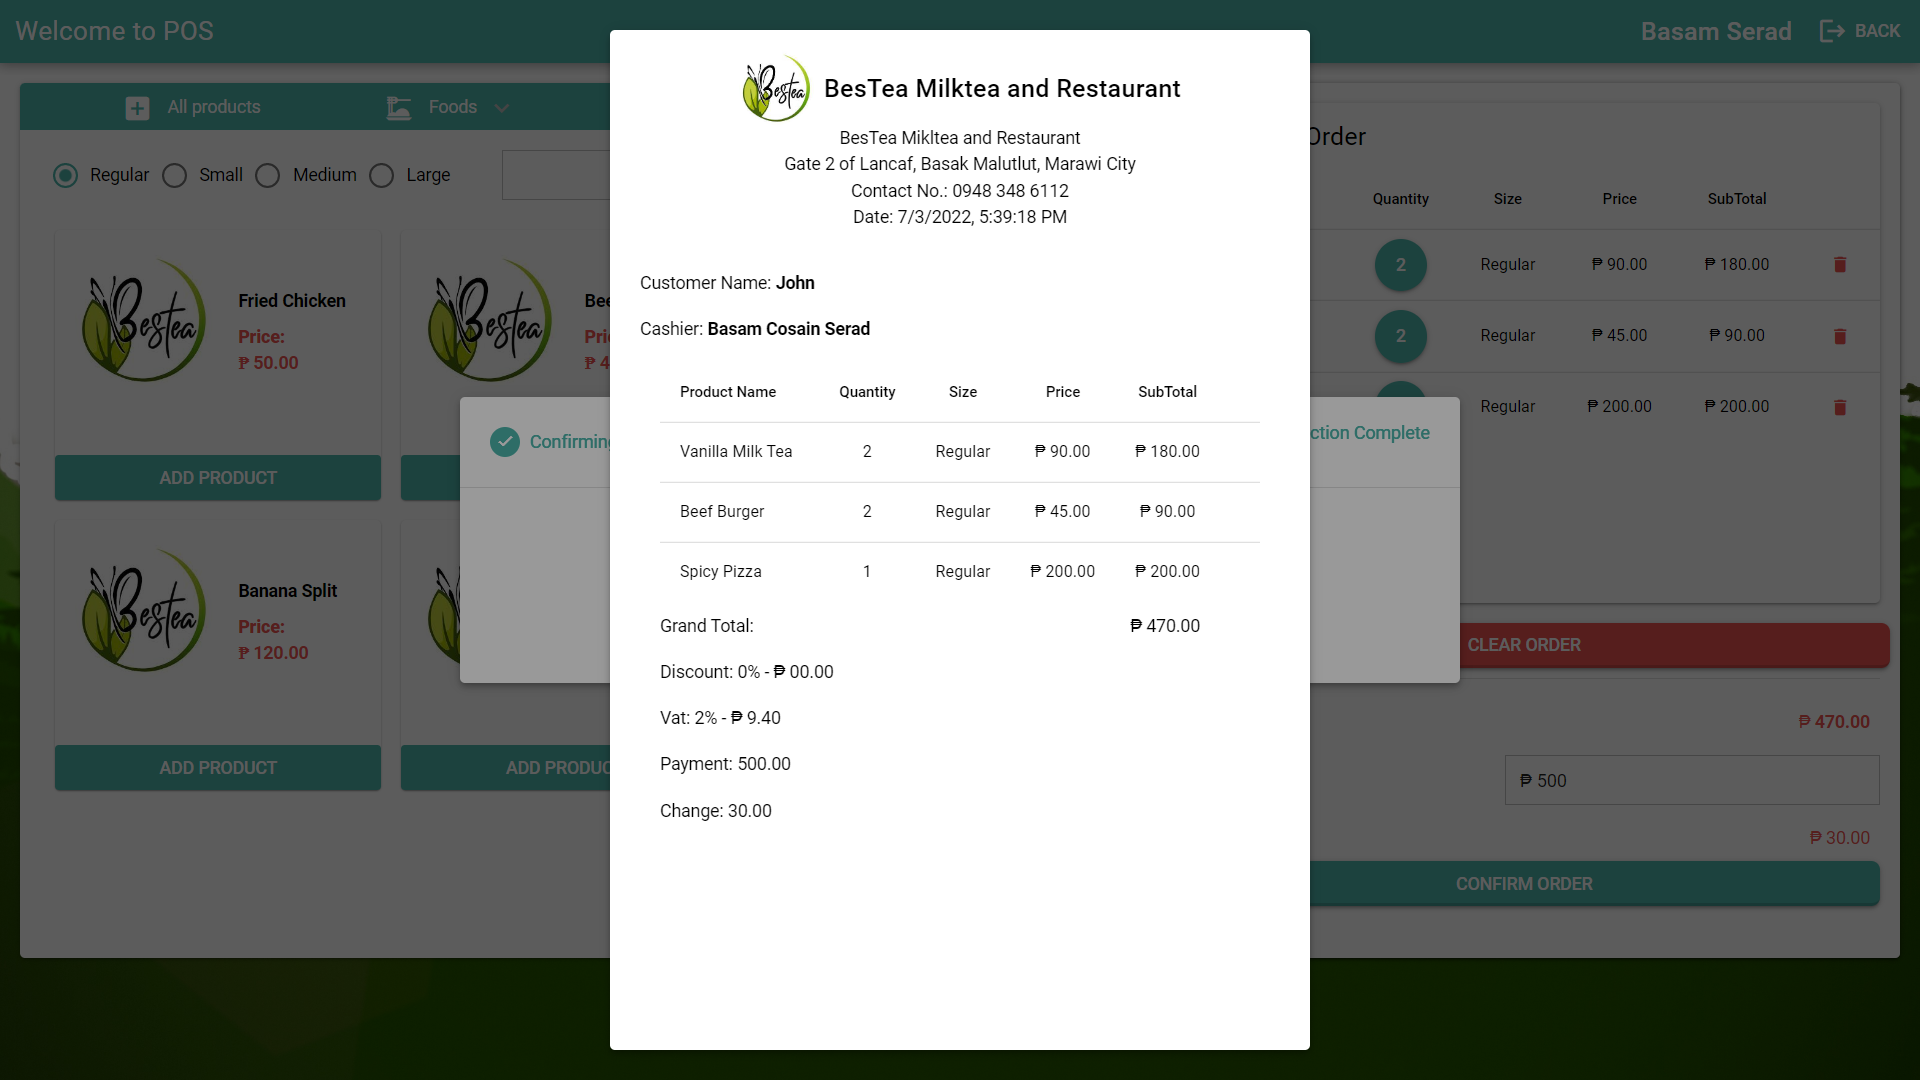 Welcome to POS
Basam Serad
BACK
All products
Foods
Regular
Small
Medium
Large
Bestea
Fried Chicken
Price:
₱ 50.00
ADD PRODUCT
Bestea
Bestea
Banana Split
Price:
₱ 120.00
ADD PRODUCT
ADD
Confirming
Bestea
BesTea Milktea and Restaurant
BesTea Mikltea and Restaurant
Gate 2 of Lancaf, Basak Malutlut, Marawi City
Contact No.: 0948 348 6112
Date: 7/3/2022, 5:39:18 PM
Customer Name: John
Cashier: Basam Cosain Serad
Product Name Quantity Size Price SubTotal
Vanilla Milk Tea 2 Regular ₱ 90.00 ₱ 180.00
Beef Burger 2 Regular ₱ 45.00 ₱ 90.00
Spicy Pizza 1 Regular ₱ 200.00 ₱ 200.00
Grand Total: ₱ 470.00
Discount: 0% - ₱ 00.00
Vat: 2% - ₱ 9.40
Payment: 500.00
Change: 30.00
Order
Quantity Size Price SubTotal
2 Regular ₱ 90.00 ₱ 180.00
2 Regular ₱ 45.00 ₱ 90.00
Regular ₱ 200.00 ₱ 200.00
Complete
CLEAR ORDER
₱ 470.00
₱ 500
₱ 30.00
CONFIRM ORDER